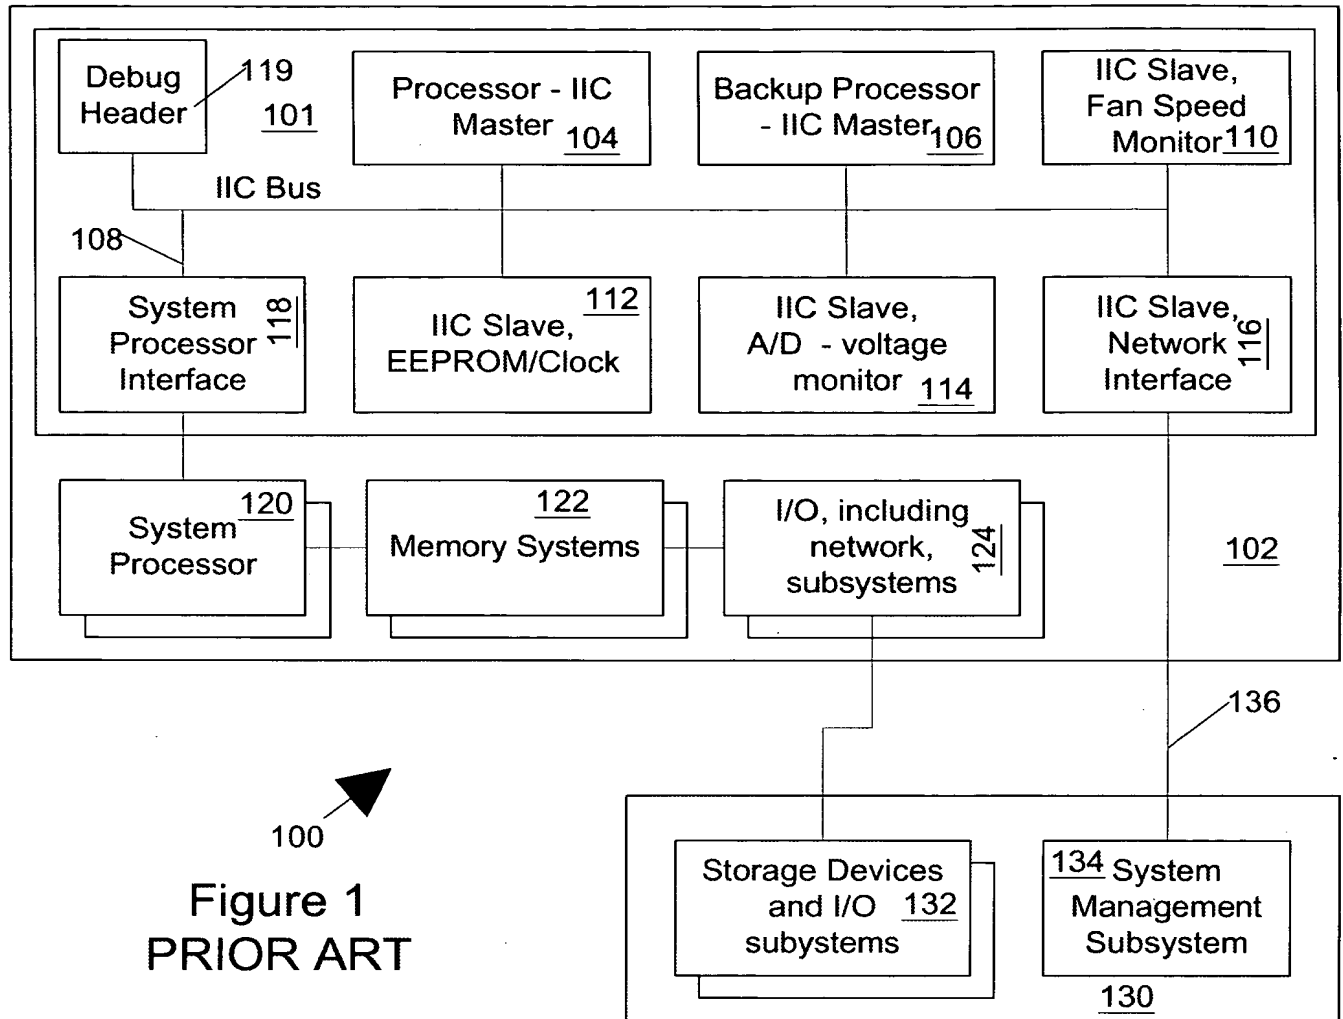 Debug
Header
119
101
Processor - IIC
Master
104
Backup Processor
- IIC Master
106
IIC Slave,
Fan Speed
Monitor
110
IIC Bus
108
System
Processor
Interface
118
112
IIC Slave,
EEPROM/Clock
IIC Slave,
A/D - voltage
monitor
114
IIC Slave,
Network
Interface
116
120
System
Processor
122
Memory Systems
I/O, including
network,
subsystems
124
102
136
100
Figure 1
PRIOR ART
Storage Devices
and I/O
subystems
132
134
System
Management
Subsystem
130